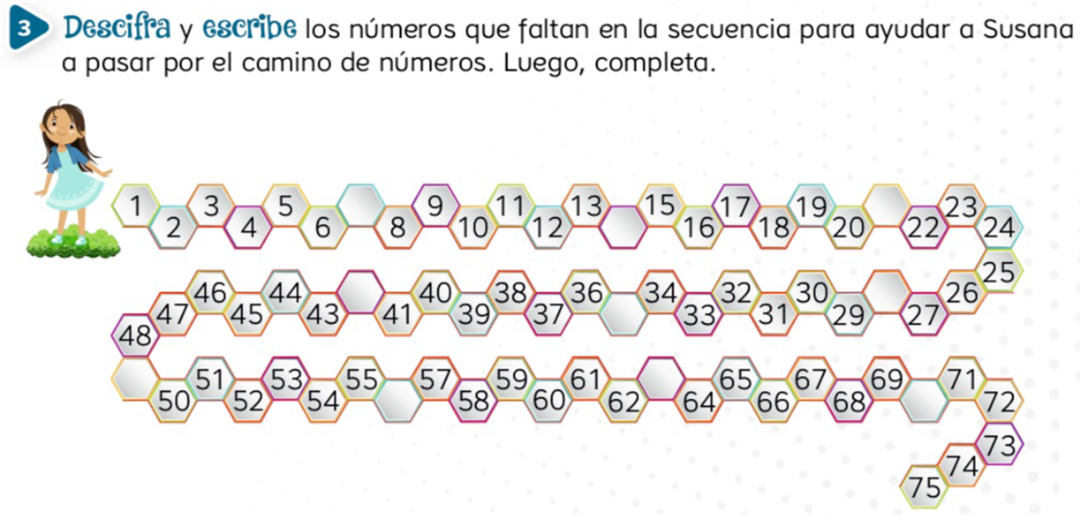 3 Descifra y escribe los números que faltan en la secuencia para ayudar a Susana
a pasar por el camino de números. Luego, completa.
1 3 5 9 11 13 15 17 19 23
2 4 6 8 10 12 16 18 20 22 24
25
46 44 40 38 36 34 32 30 26
47 45 43 41 39 37 33 31 29 27
48
51 53 55 57 59 61 65 67 69 71
50 52 54 58 60 62 64 66 68 72
73
74
75